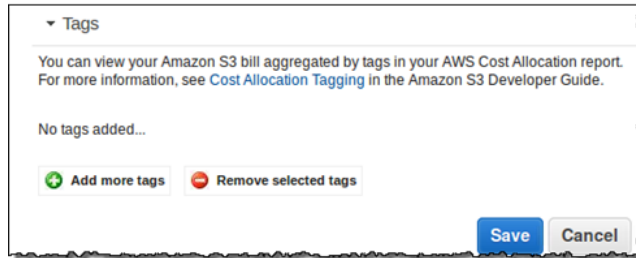 Tags
You can view your Amazon S3 bill aggregated by tags in your AWS Cost Allocation report.
For more information, see Cost Allocation Tagging in the Amazon S3 Developer Guide.
No tags added...
Add more tags Remove selected tags
Save Cancel